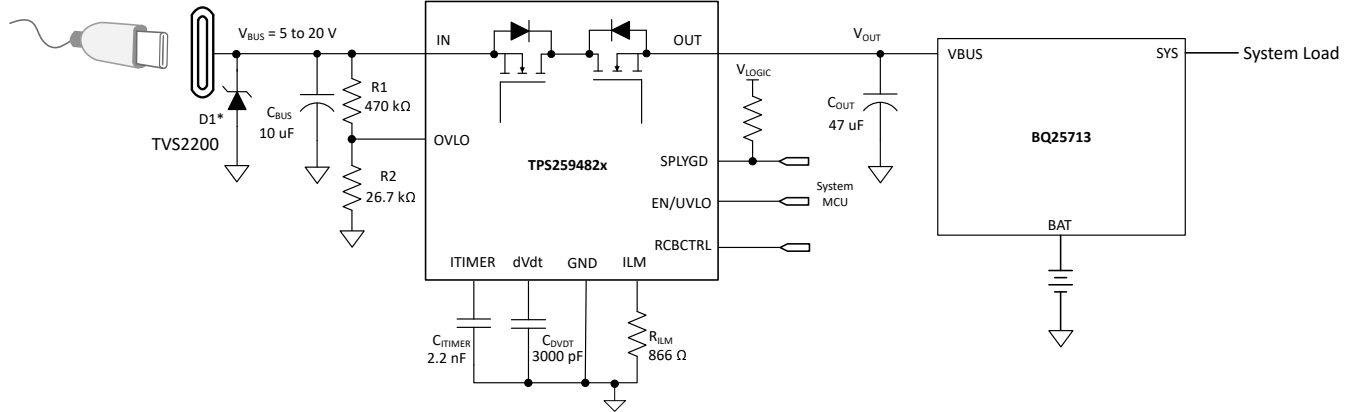 V_BUS = 5 to 20 V
D1*
TVS2200
C_BUS
10 uF
R1
470 kΩ
R2
26.7 kΩ
IN
OUT
OVLO
TPS259482x
SPLYGD
EN/UVLO
RCBCTRL
ITIMER
dVdt
GND
ILM
C_ITIMER
2.2 nF
C_DVDT
3000 pF
R_ILM
866 Ω
V_LOGIC
System
MCU
V_OUT
C_OUT
47 uF
VBUS
SYS
BQ25713
BAT
System Load